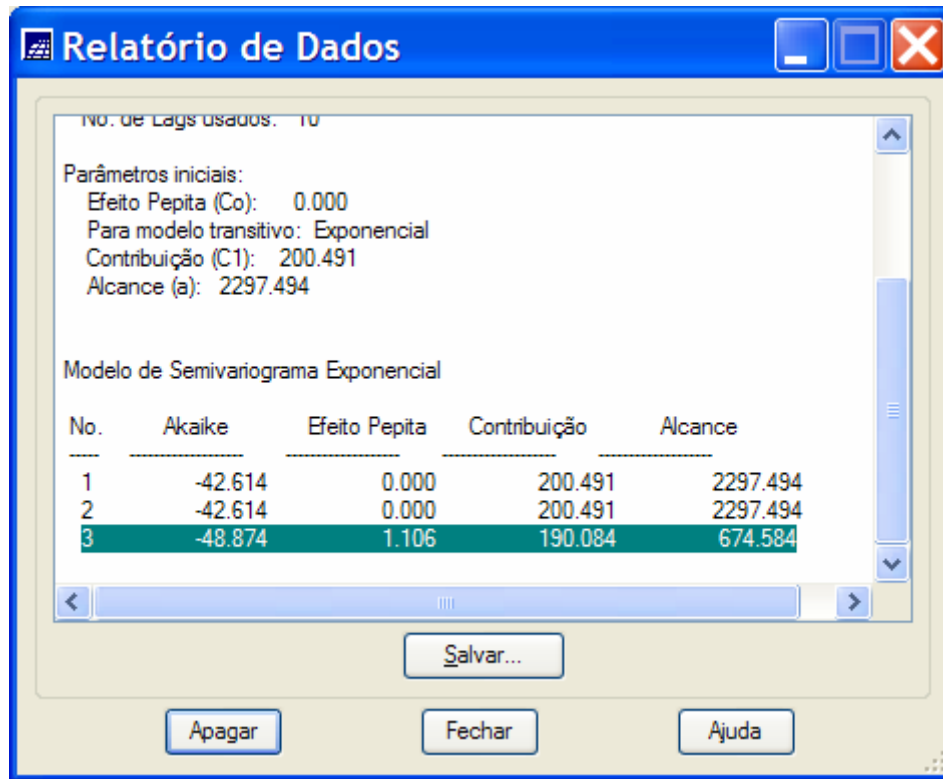 Relatório de Dados
No. de Lags usados: 10
Parâmetros iniciais:
Efeito Pepita (Co): 0.000
Para modelo transitivo: Exponencial
Contribuição (C1): 200.491
Alcance (a): 2297.494
Modelo de Semivariograma Exponencial
No. Akaike Efeito Pepita Contribuição Alcance
1 -42.614 0.000 200.491 2297.494
2 -42.614 0.000 200.491 2297.494
3 -48.874 1.106 190.084 674.584
Salvar...
Apagar Fechar Ajuda